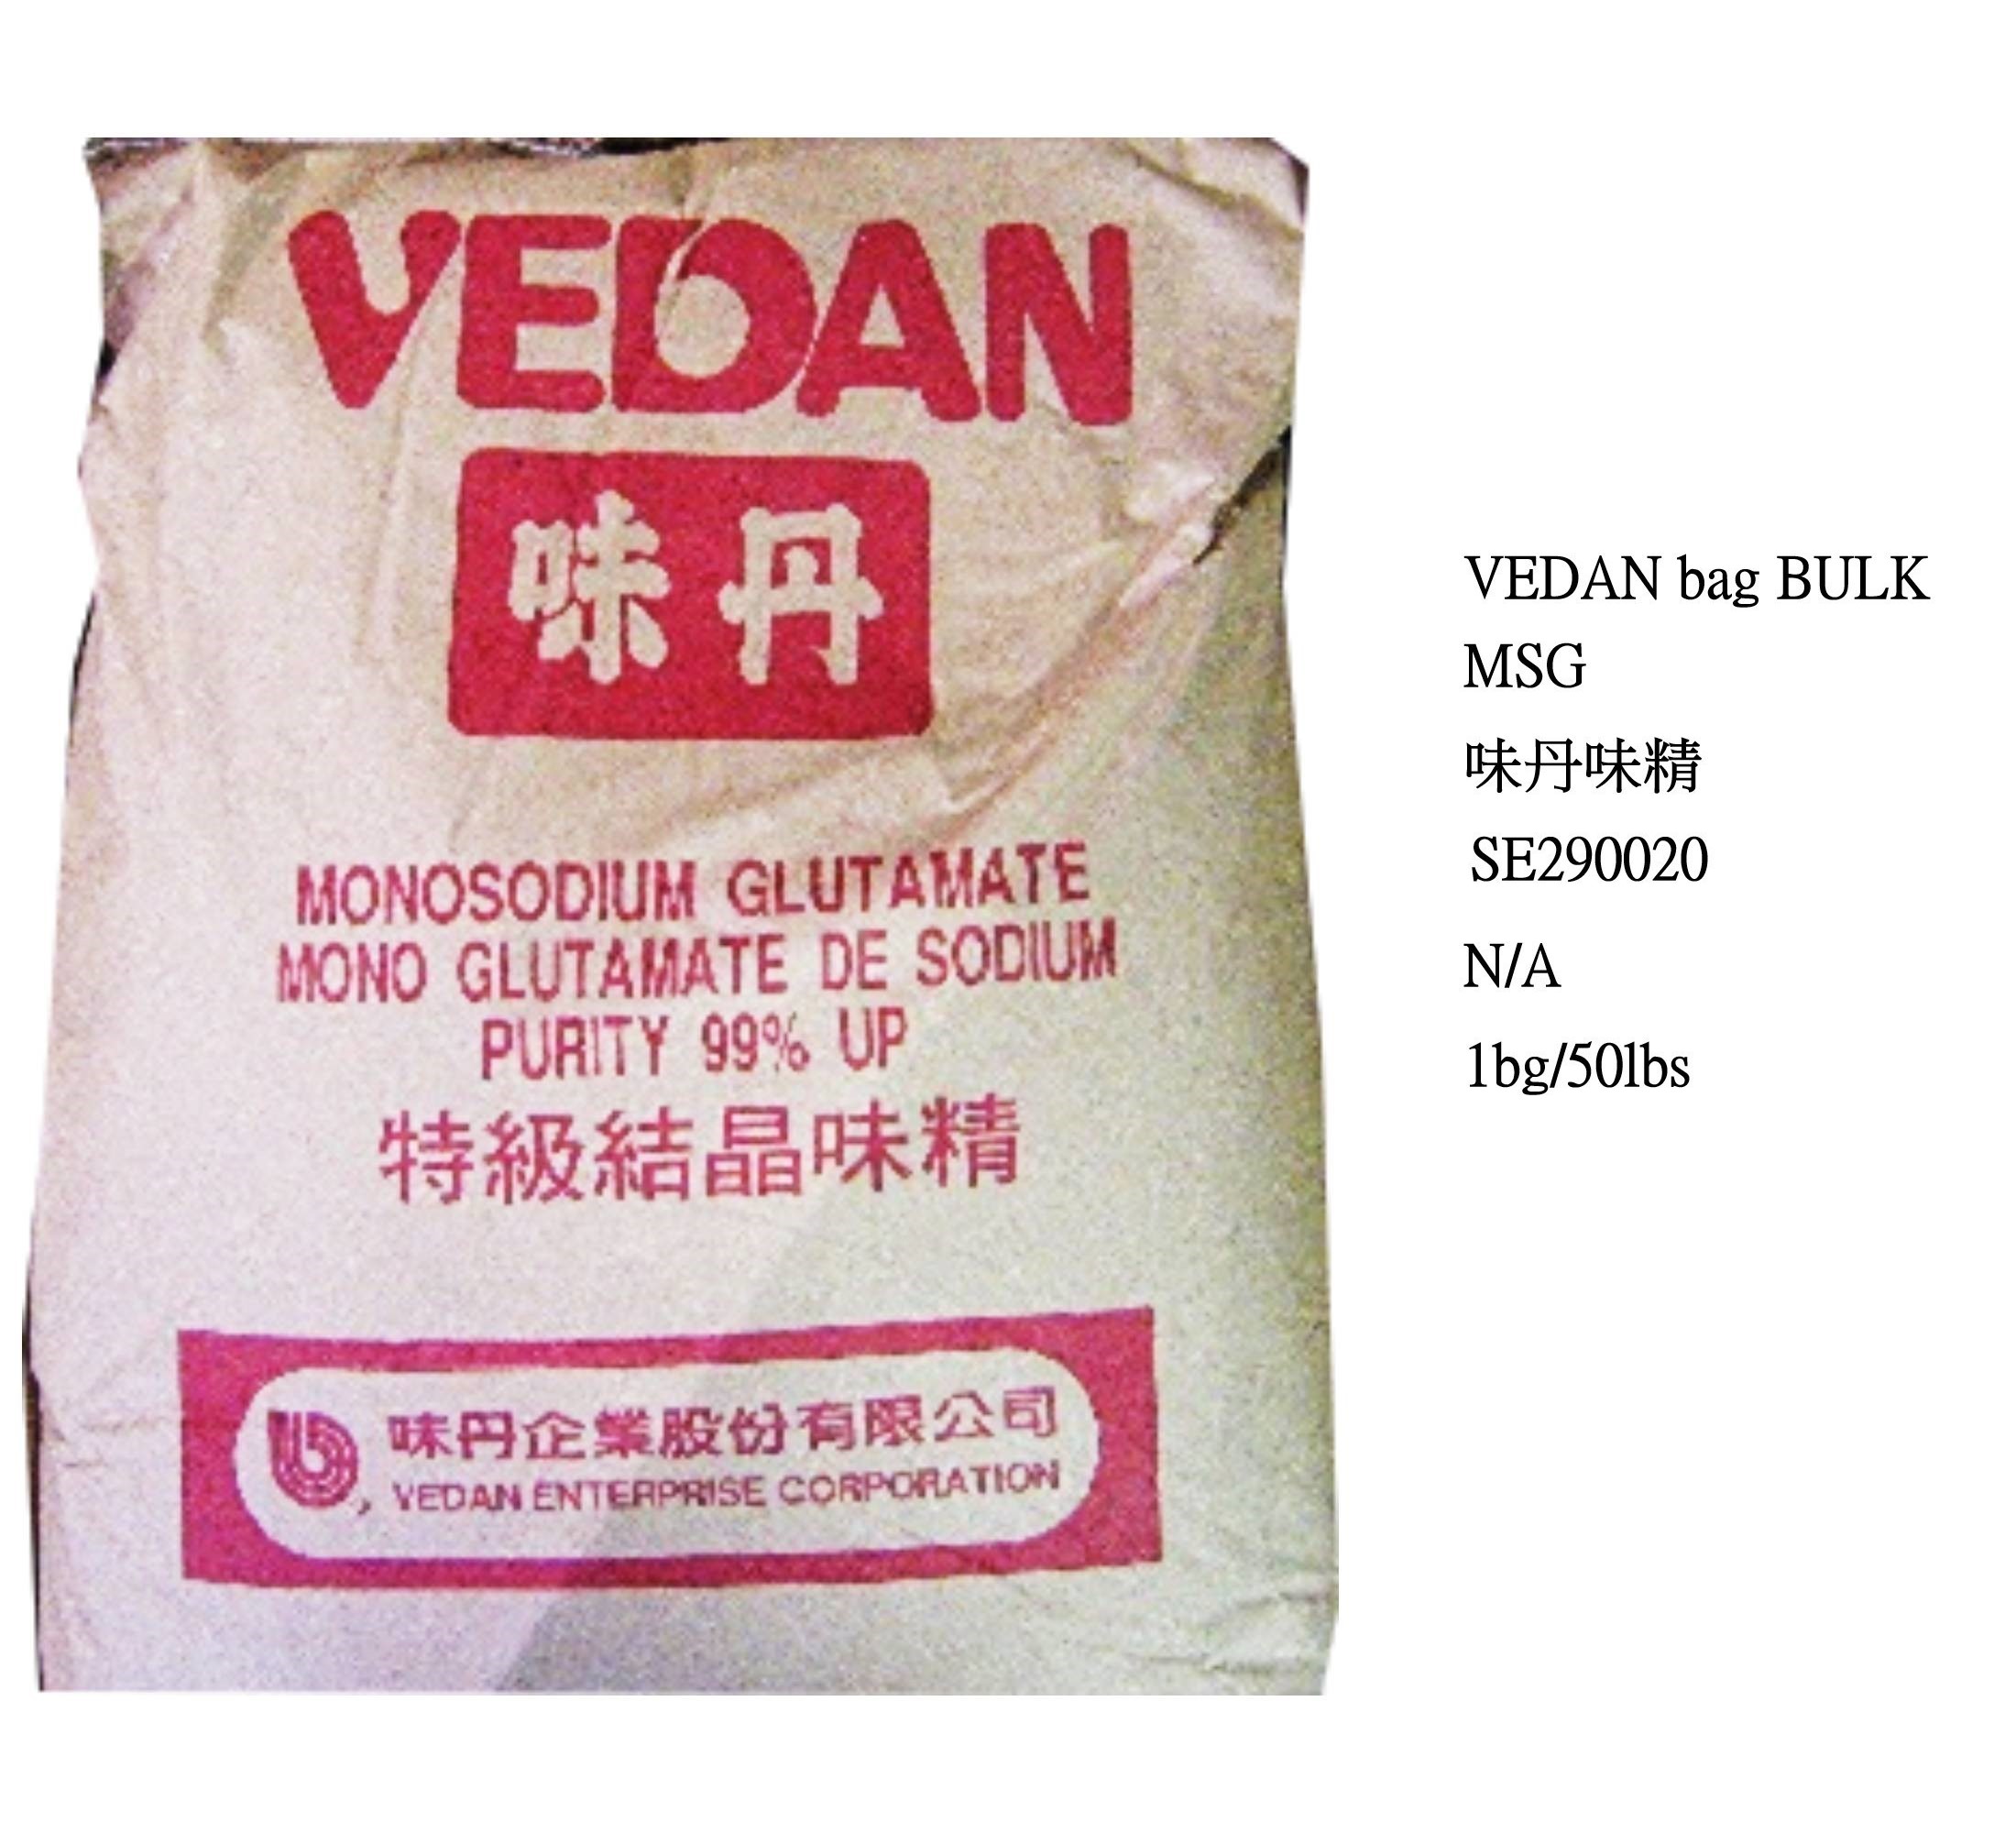 VEDAN
味丹
MONOSODIUM GLUTAMATE
MONO GLUTAMATE DE SODIUM
PURITY 99% UP
特級結晶味精
味丹企業股份有限公司
VEDAN ENTERPRISE CORPORATION
VEDAN bag BULK
MSG
味丹味精
SE290020
N/A
1bg/50lbs